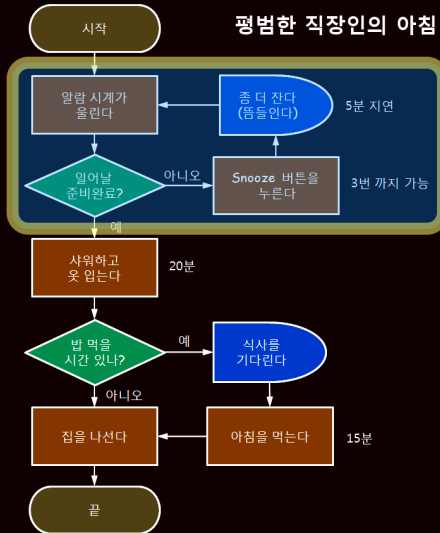 평범한 직장인의 아침
시작
알람 시계가
울린다
좀 더 잔다
(뜸들인다)
5분 지연
일어날
준비완료?
아니오
Snooze 버튼을
누른다
3번 까지 가능
예
샤워하고
옷 입는다
20분
밥 먹을
시간 있나?
예
식사를
기다린다
아니오
집을 나선다
아침을 먹는다
15분
끝